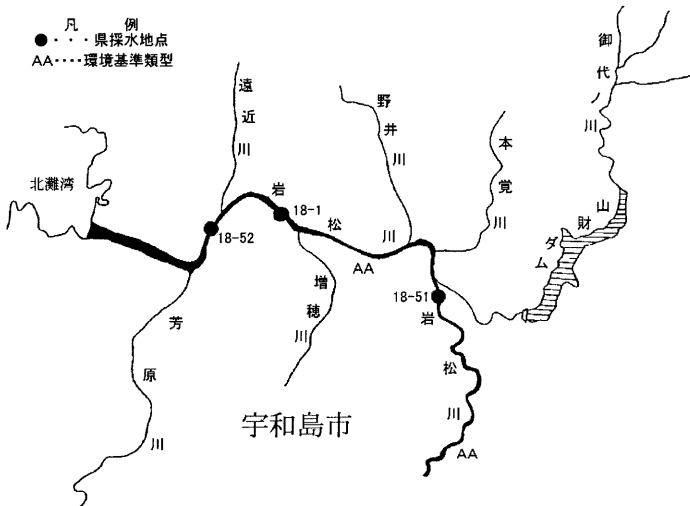 凡 例
●・・・県採水地点
AA・・・・環境基準類型
御代ノ川
遠近川
野井川
本覚川
北灘湾
岩松川
18-1
18-52
AA
山財ダム
増穂川
18-51
芳原川
岩松川
AA
宇和島市